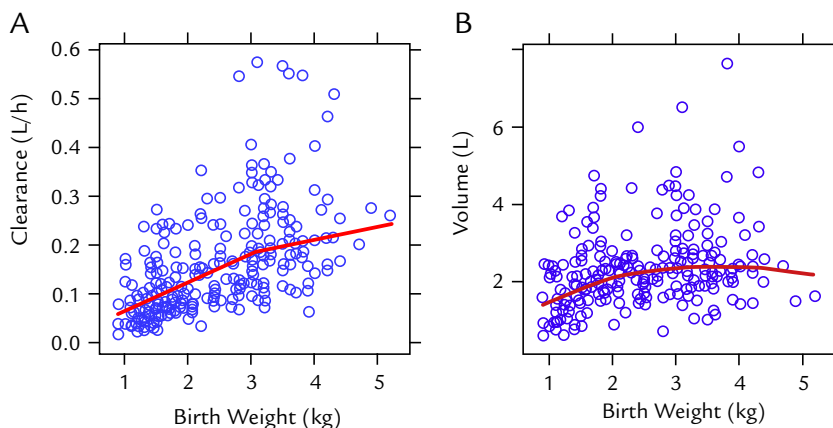 A
B
Clearance (L/h)
0.6
0.5
0.4
0.3
0.2
0.1
0.0
1 2 3 4 5
Birth Weight (kg)
Volume (L)
6
4
2
1 2 3 4 5
Birth Weight (kg)